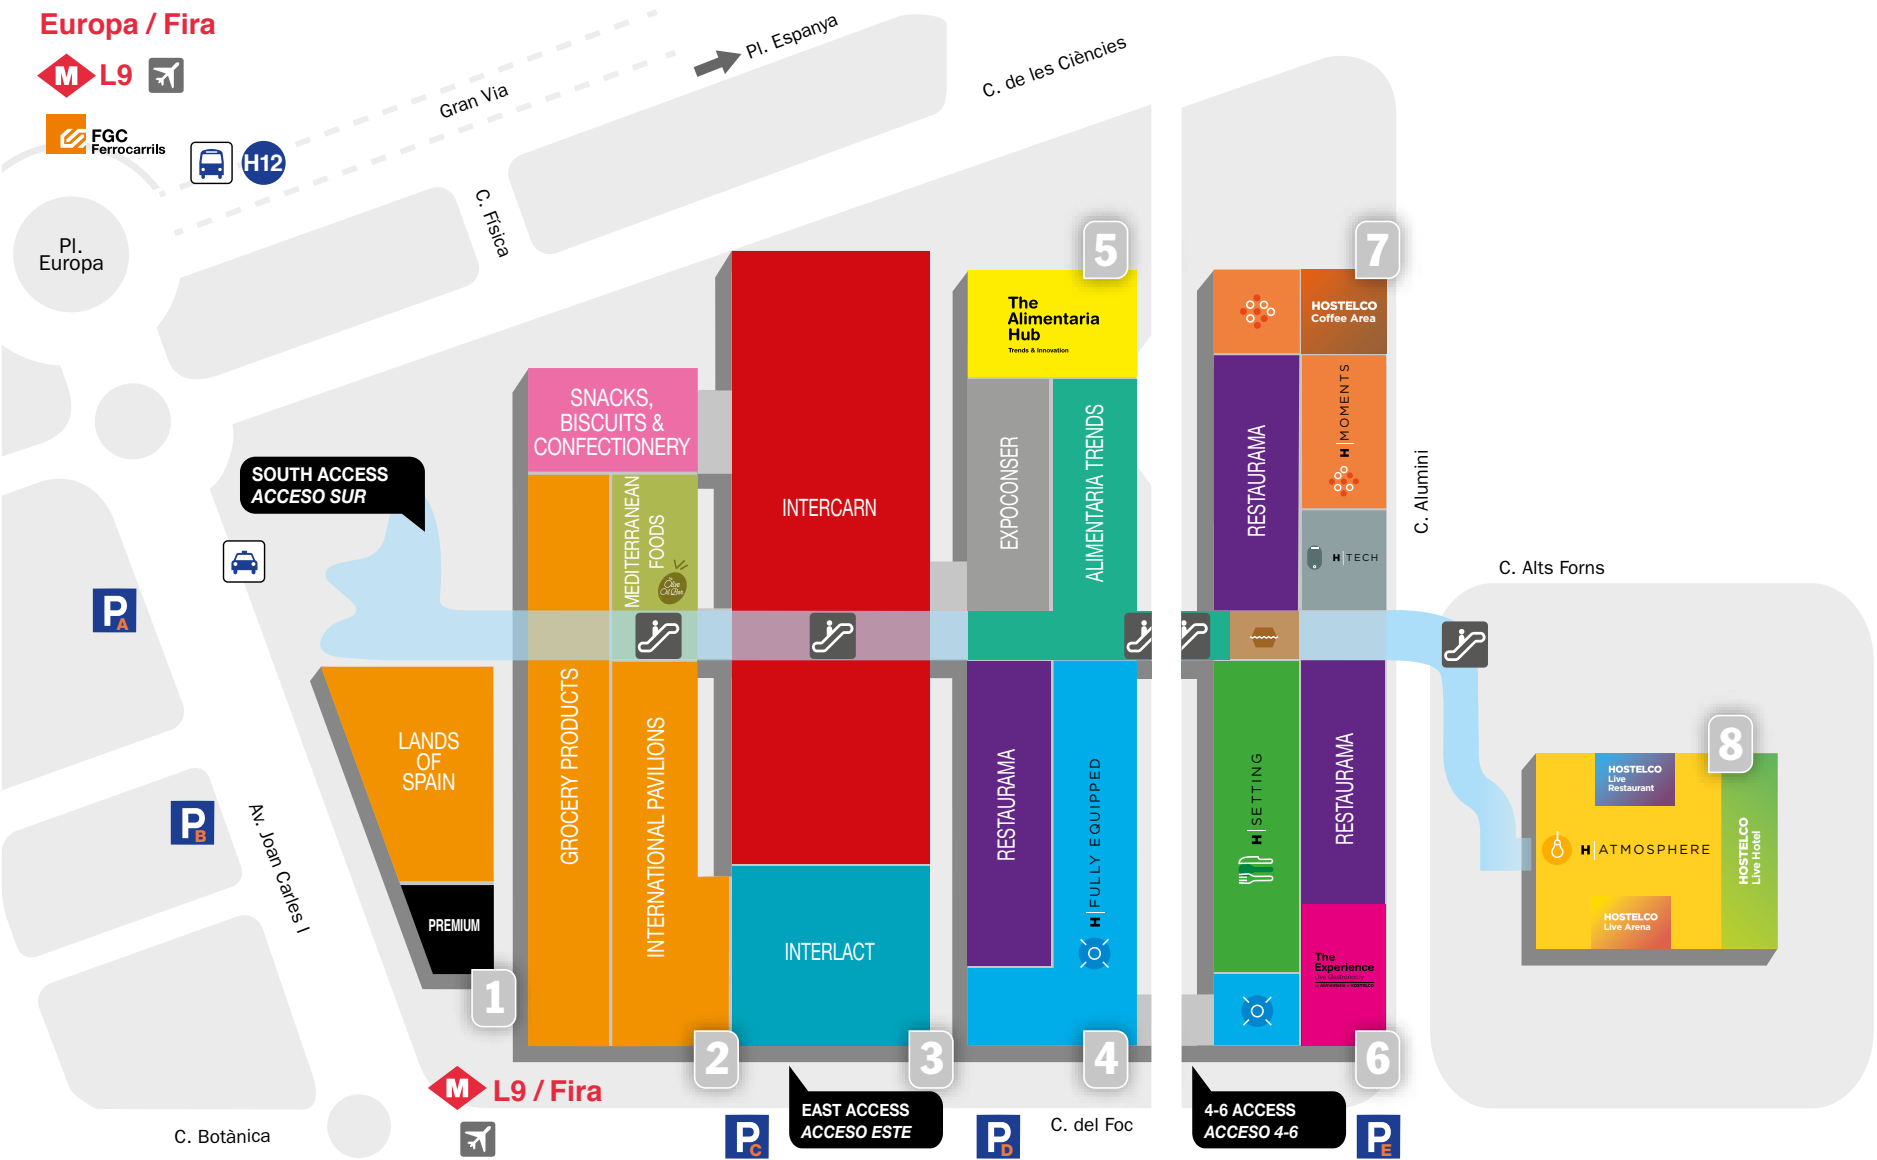 Europa / Fira
M L9
FGC
Ferrocarrils
H12
Pl.
Europa
Gran Via
Pl. Espanya
C. de les Ciències
C. Física
SOUTH ACCESS
ACCESO SUR
P A
P B
Av. Joan Carles I
C. Botànica
LANDS
OF
SPAIN
PREMIUM
1
M L9 / Fira
SNACKS,
BISCUITS &
CONFECTIONERY
MEDITERRANEAN
FOODS
Olive
Oil Bar
GROCERY PRODUCTS
INTERNATIONAL PAVILIONS
2
INTERCARN
INTERLACT
3
EAST ACCESS
ACCESO ESTE
P C
5
The
Alimentaria
Hub
Trends & Innovation
EXPOCONSER
ALIMENTARIA TRENDS
RESTAURAMA
H|FULLY EQUIPPED
4
P D
C. del Foc
7
HOSTELCO
Coffee Area
RESTAURAMA
H|MOMENTS
H|TECH
C. Alumini
H|SETTING
RESTAURAMA
The
Experience
Live Gastronomy
6
4-6 ACCESS
ACCESO 4-6
P E
C. Alts Forns
8
HOSTELCO
Live
Restaurant
H|ATMOSPHERE
HOSTELCO
Live Hotel
HOSTELCO
Live Arena